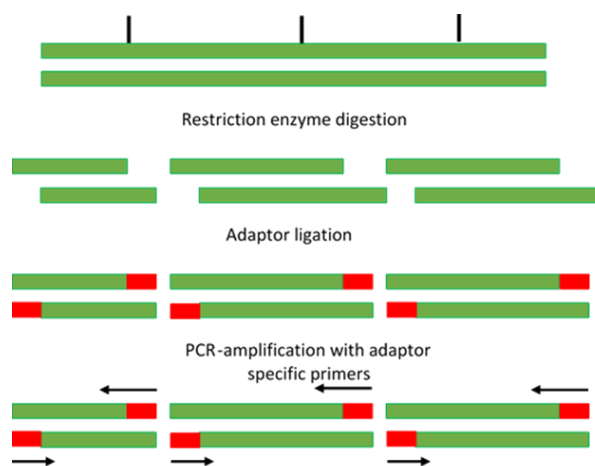 Restriction enzyme digestion
Adaptor ligation
PCR-amplification with adaptor
specific primers